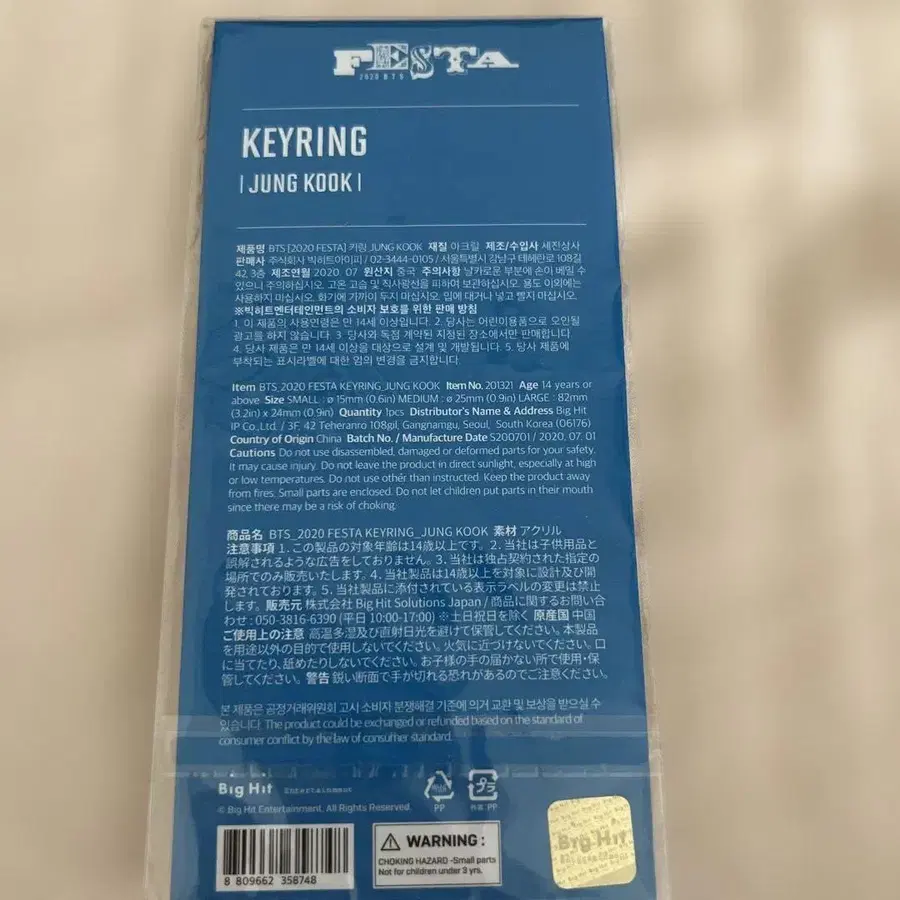 FESTA
2020 BTS
KEYRING
| JUNG KOOK |
제품명 BTS [2020 FESTA] 키링 JUNG KOOK 재질 아크릴 제조/수입사 세진상사
판매사 주식회사 빅히트아이피 / 02-3444-0105 / 서울특별시 강남구 테헤란로 108길
42, 3층 제조연월 2020. 07 원산지 중국 주의사항 날카로운 부분에 손이 베일 수
있으니 주의하십시오. 고온 고습 및 직사광선을 피하여 보관하십시오. 용도 이외에는
사용하지 마십시오. 화기에 가까이 두지 마십시오. 입에 대거나 넣고 빨지 마십시오.
※빅히트엔터테인먼트의 소비자 보호를 위한 판매 방침
1. 이 제품의 사용연령은 만 14세 이상입니다. 2. 당사는 어린이용품으로 오인될
광고를 하지 않습니다. 3. 당사와 독점 계약된 지정된 장소에서만 판매합니다.
4. 당사 제품은 만 14세 이상을 대상으로 설계 및 개발됩니다. 5. 당사 제품에
부착되는 표시라벨에 대한 임의 변경을 금지합니다.
Item BTS_2020 FESTA KEYRING_JUNG KOOK Item No. 201321 Age 14 years or
above Size SMALL : ø 15mm (0.6in) MEDIUM : ø 25mm (0.9in) LARGE : 82mm
(3.2in) x 24mm (0.9in) Quantity 1pcs Distributor's Name & Address Big Hit
IP Co.,Ltd. / 3F, 42 Teheranro 108gil, Gangnamgu, Seoul, South Korea (06176)
Country of Origin China Batch No. / Manufacture Date S200701 / 2020. 07. 01
Cautions Do not use disassembled, damaged or deformed parts for your safety.
It may cause injury. Do not leave the product in direct sunlight, especially at high
or low temperatures. Do not use other than instructed. Keep the product away
from fires. Small parts are enclosed. Do not let children put parts in their mouth
since there may be a risk of choking.
商品名 BTS_2020 FESTA KEYRING_JUNG KOOK 素材 アクリル
注意事項 1. この製品の対象年齢は14歳以上です。2. 当社は子供用品と
誤解されるような広告をしておりません。3. 当社は独占契約された指定の
場所でのみ販売いたします。4. 当社製品は14歳以上を対象に設計及び開
発されております。5. 当社製品に添付されている表示ラベルの変更は禁止
します。販売元 株式会社 Big Hit Solutions Japan / 商品に関するお問い合
わせ : 050-3816-6390 (平日 10:00-17:00) ※土日祝日を除く 原産国 中国
ご使用上の注意 高温多湿及び直射日光を避けて保管してください。本製品
を用途以外の目的で使用しないでください。火気に近づけないでください。口
に当てたり、舐めたりしないでください。お子様の手の届かない所で使用・保
管してください。警告 鋭い断面で手が切れる恐れがあるのでご注意ください。
본 제품은 공정거래위원회 고시 소비자 분쟁해결 기준에 의거 교환 및 보상을 받으실 수
있습니다. The product could be exchanged or refunded based on the standard of
consumer conflict by the law of consumer standard.
Big Hit Entertainment
© Big Hit Entertainment. All Rights Reserved.
PP
プラ
PP
8 809662 358748
WARNING :
CHOKING HAZARD -Small parts
Not for children under 3 yrs.
Big Hit